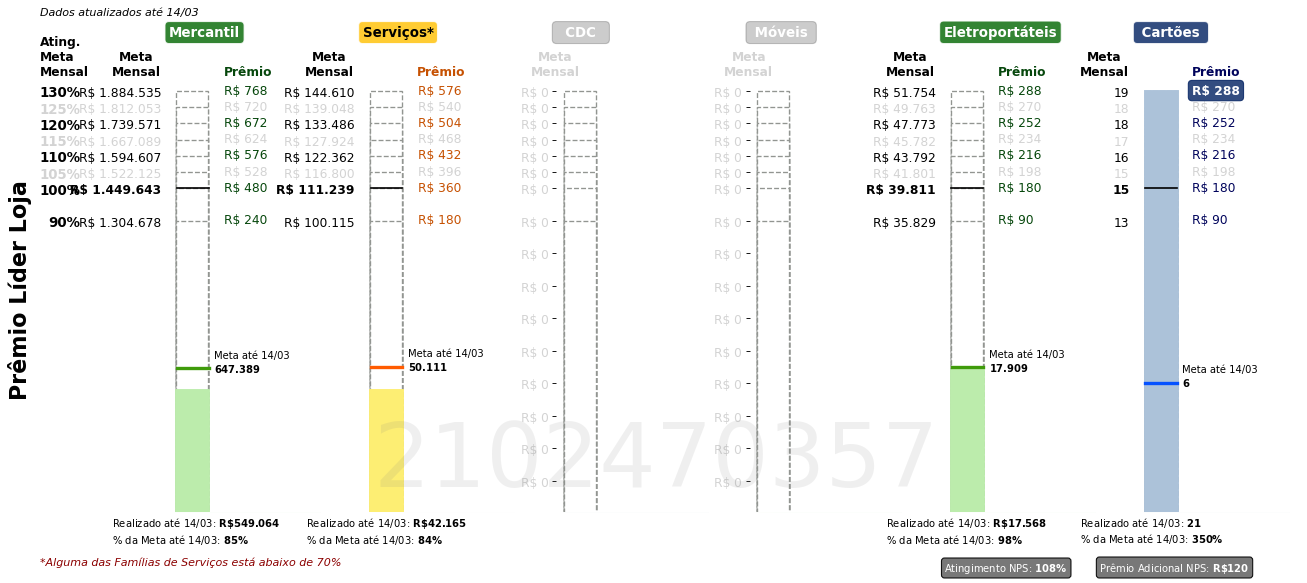 Dados atualizados até 14/03
Mercantil Serviços* CDC Móveis Eletroportáteis Cartões
Ating.
Meta Meta Meta Meta Meta Meta Meta
Mensal Mensal Prêmio Mensal Prêmio Mensal Mensal Mensal Prêmio Mensal Prêmio
130% R$ 1.884.535 R$ 768 R$ 144.610 R$ 576 R$ 0 R$ 0 R$ 51.754 R$ 288 19 R$ 288
125% R$ 1.812.053 R$ 720 R$ 139.048 R$ 540 R$ 0 R$ 0 R$ 49.763 R$ 270 18 R$ 270
120% R$ 1.739.571 R$ 672 R$ 133.486 R$ 504 R$ 0 R$ 0 R$ 47.773 R$ 252 18 R$ 252
115% R$ 1.667.089 R$ 624 R$ 127.924 R$ 468 R$ 0 R$ 0 R$ 45.782 R$ 234 17 R$ 234
110% R$ 1.594.607 R$ 576 R$ 122.362 R$ 432 R$ 0 R$ 0 R$ 43.792 R$ 216 16 R$ 216
105% R$ 1.522.125 R$ 528 R$ 116.800 R$ 396 R$ 0 R$ 0 R$ 41.801 R$ 198 15 R$ 198
100% R$ 1.449.643 R$ 480 R$ 111.239 R$ 360 R$ 0 R$ 0 R$ 39.811 R$ 180 15 R$ 180
90% R$ 1.304.678 R$ 240 R$ 100.115 R$ 180 R$ 0 R$ 0 R$ 35.829 R$ 90 13 R$ 90
R$ 0 R$ 0
R$ 0 R$ 0
R$ 0 R$ 0
Prêmio Líder Loja
Meta até 14/03 Meta até 14/03 R$ 0 R$ 0 Meta até 14/03 Meta até 14/03
647.389 50.111 17.909 6
R$ 0 R$ 0
R$ 0 R$ 0
R$ 0 R$ 0
2102470357
R$ 0 R$ 0
Realizado até 14/03: R$549.064 Realizado até 14/03: R$42.165 Realizado até 14/03: R$17.568 Realizado até 14/03: 21
% da Meta até 14/03: 85% % da Meta até 14/03: 84% % da Meta até 14/03: 98% % da Meta até 14/03: 350%
*Alguma das Famílias de Serviços está abaixo de 70% Atingimento NPS: 108% Prêmio Adicional NPS: R$120